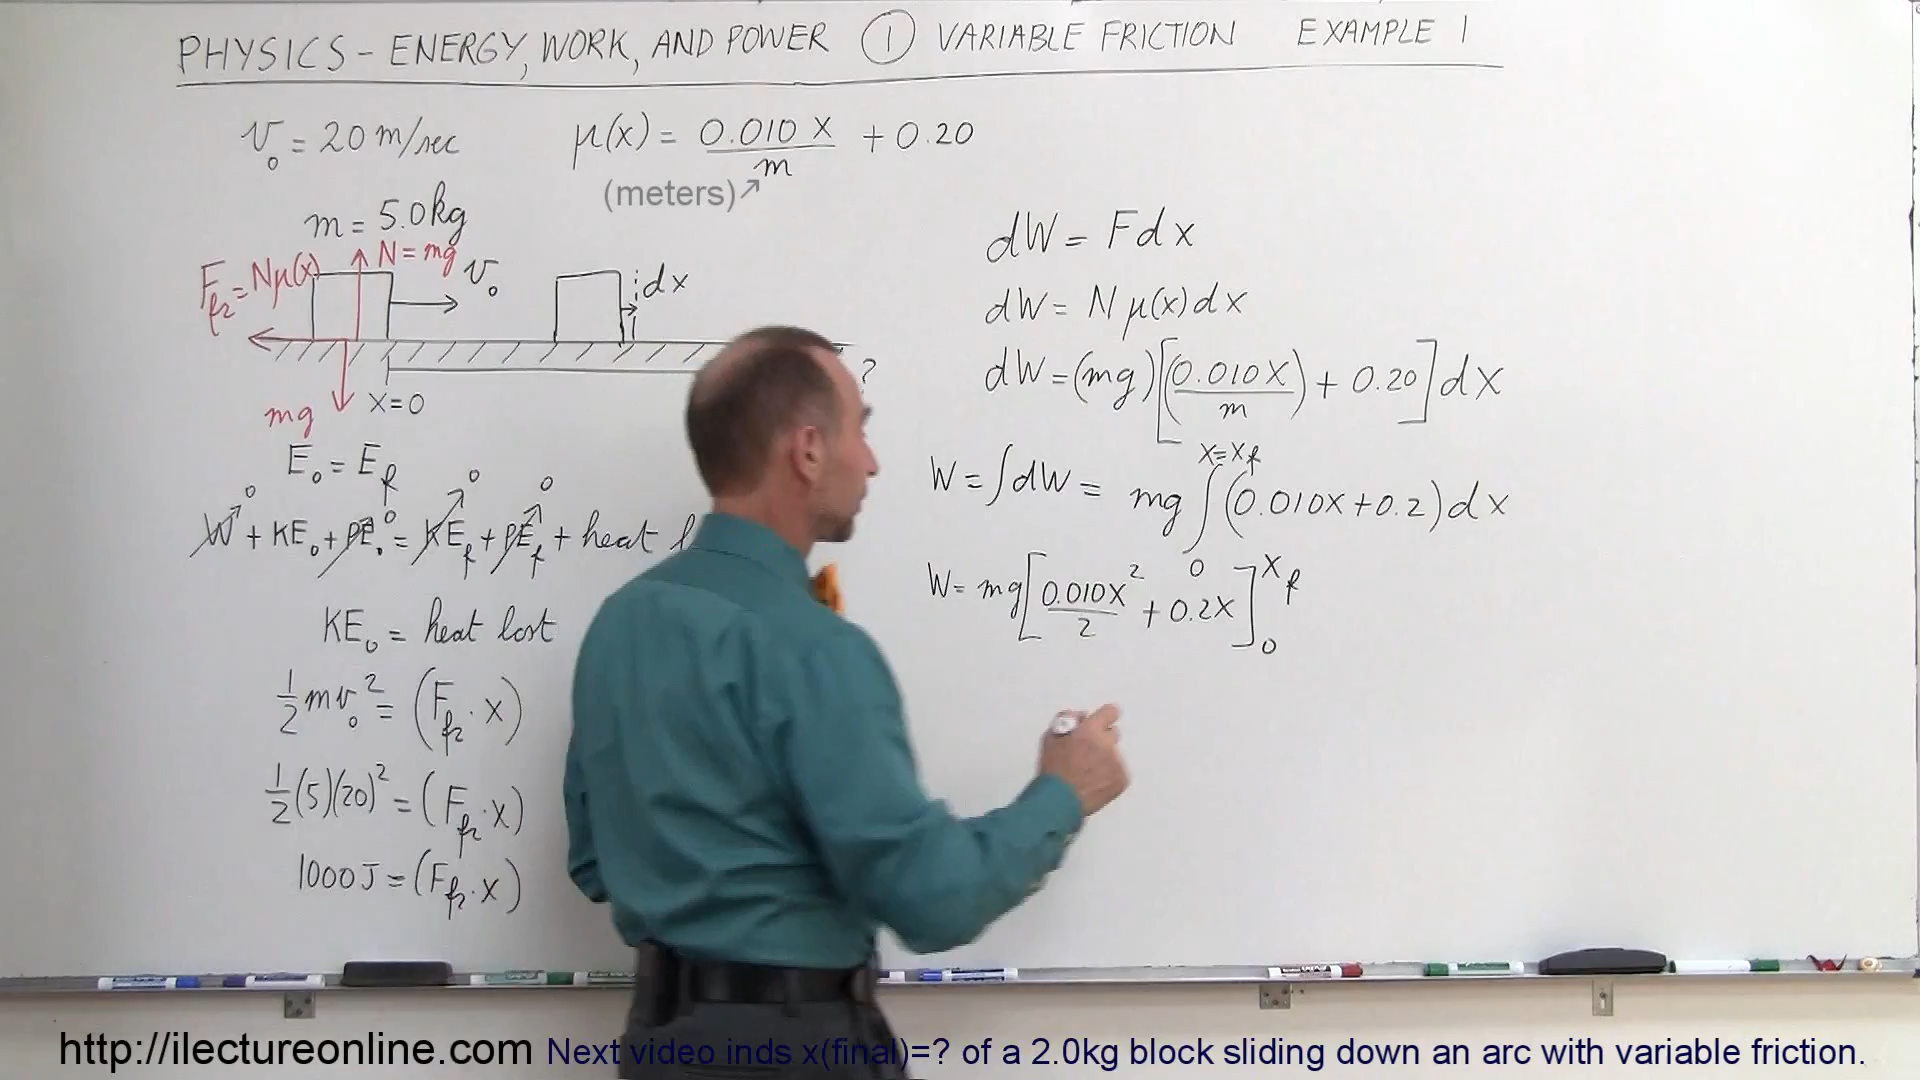 PHYSICS - ENERGY, WORK, AND POWER ① VARIABLE FRICTION EXAMPLE 1
v₀ = 20 m/sec
μ(x) = 0.010 x / m + 0.20
(meters)↗
m = 5.0 kg
N = mg
F_fr = Nμ(x)
v₀
dx
mg
x=0
?
E₀ = E_f
W↗0 + KE₀ + PE₀↗0 = KE_f↗0 + PE_f↗0 + heat
KE₀ = heat lost
½mv₀² = (F_fr · x)
½(5)(20)² = (F_fr · x)
1000 J = (F_fr · x)
dW = F dx
dW = N μ(x) dx
dW = (mg)[(0.010X / m) + 0.20] dx
W = ∫dW = mg ∫₀^(x=x_f) (0.010X + 0.2) dx
W = mg [0.010X² / 2 + 0.2X]₀^(x_f)
http://ilectureonline.com
Next video inds x(final)=? of a 2.0kg block sliding down an arc with variable friction.